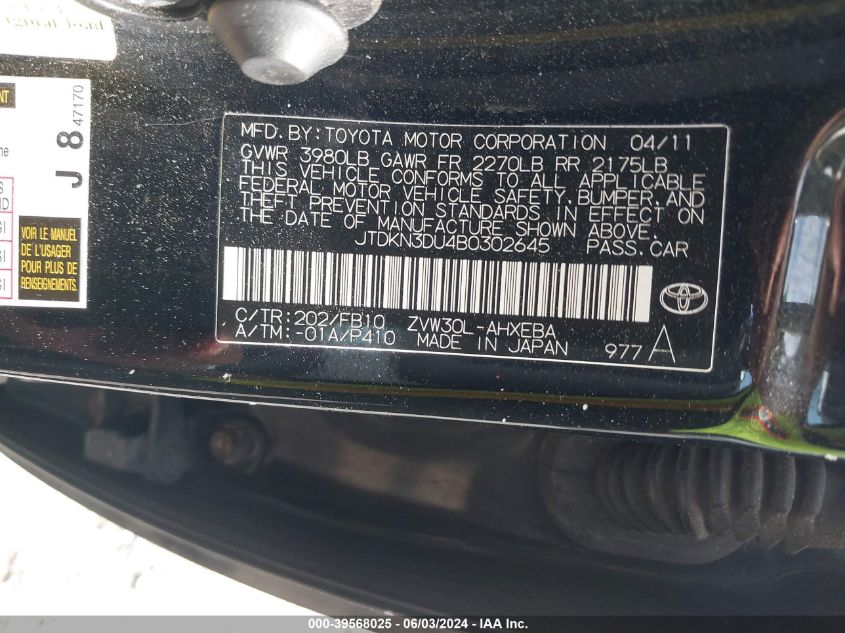 MFD. BY: TOYOTA MOTOR CORPORATION 04/11
GVWR 3980LB GAWR FR 2270LB RR 2175LB
THIS VEHICLE CONFORMS TO ALL APPLICABLE
FEDERAL MOTOR VEHICLE SAFETY, BUMPER, AND
THEFT PREVENTION STANDARDS IN EFFECT ON
THE DATE OF MANUFACTURE SHOWN ABOVE.
JTDKN3DU4B0302645 PASS. CAR
C/TR: 202/FB10 ZVW30L-AHXEBA
A/TM: -01A/P410 MADE IN JAPAN 977 A
J 8 47170
VOIR LE MANUEL
DE L'USAGER
POUR PLUS DE
RENSEIGNEMENTS.
000-39568025 - 06/03/2024 - IAAI.COM